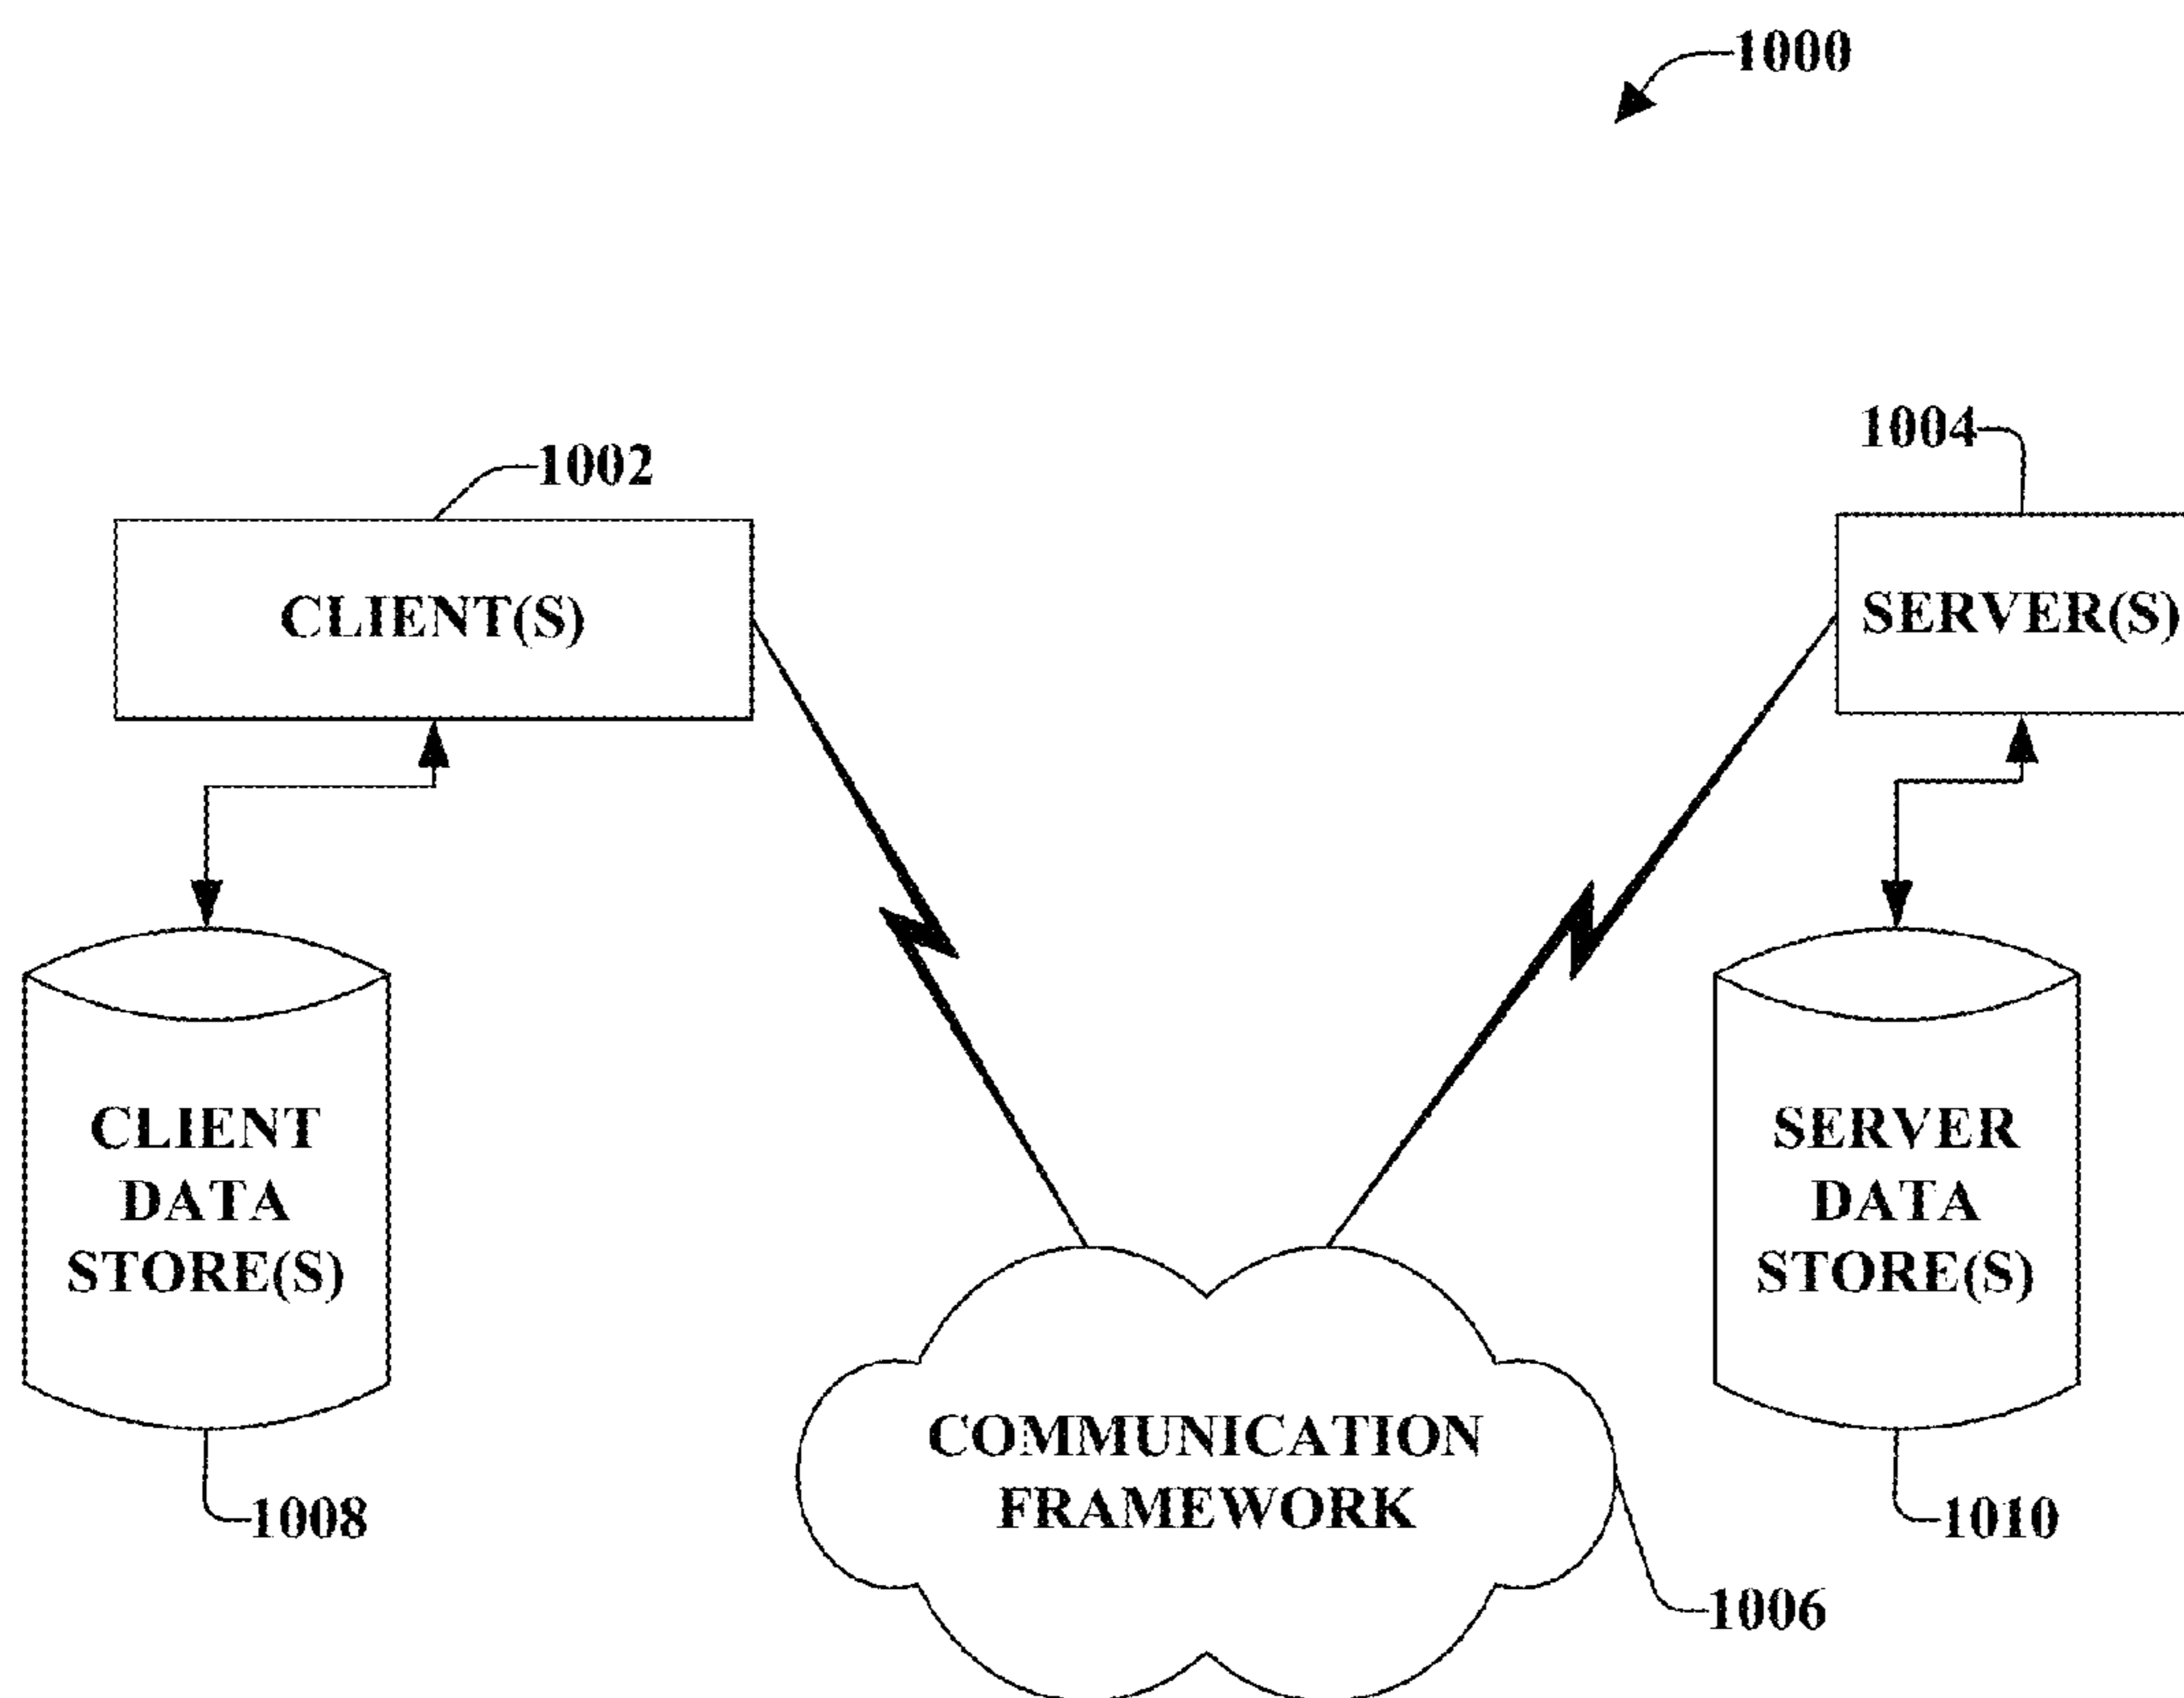 1000
1002
1004
CLIENT(S)
SERVER(S)
CLIENT
DATA
STORE(S)
SERVER
DATA
STORE(S)
COMMUNICATION
FRAMEWORK
1008
1010
1006